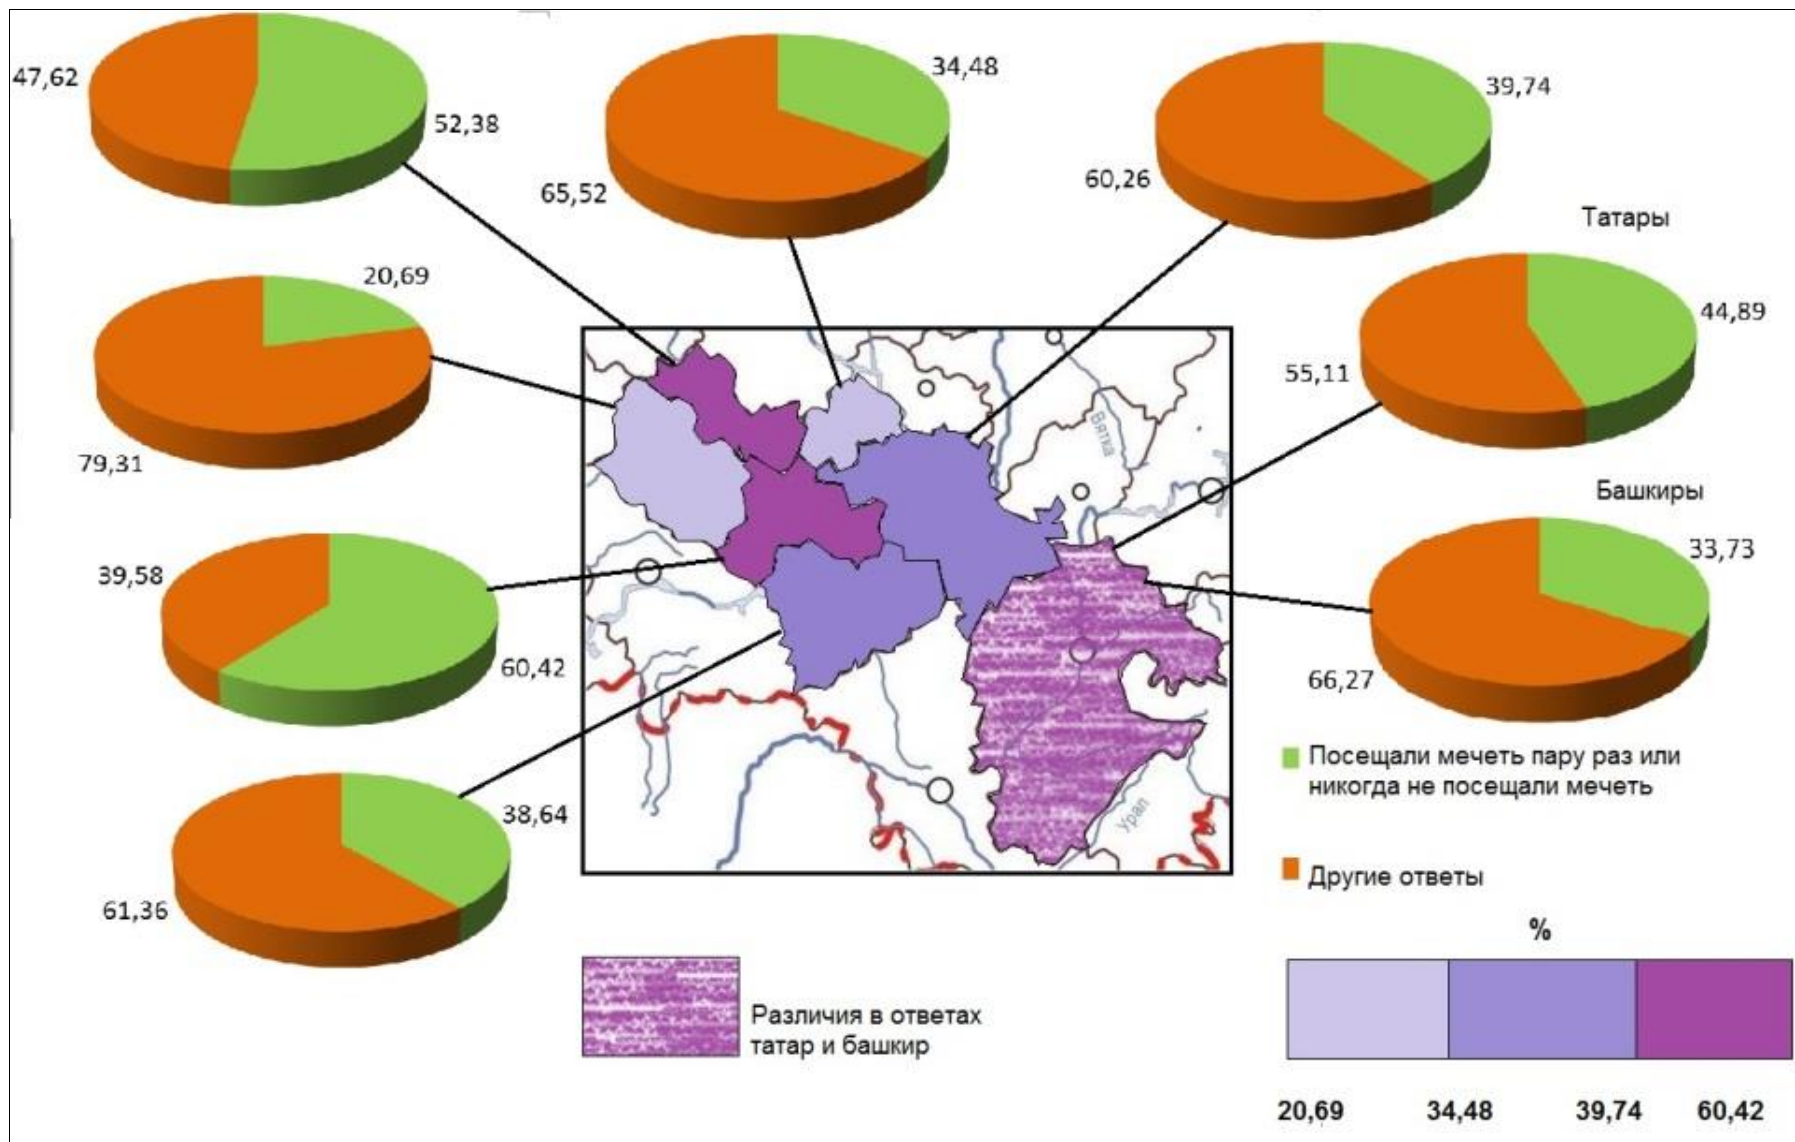 47,62
52,38
34,48
65,52
39,74
60,26
Татары
44,89
55,11
20,69
79,31
Башкиры
33,73
66,27
39,58
60,42
38,64
61,36
Вятка
Урал
Посещали мечеть пару раз или
никогда не посещали мечеть
Другие ответы
Различия в ответах
татар и башкир
%
20,69 34,48 39,74 60,42